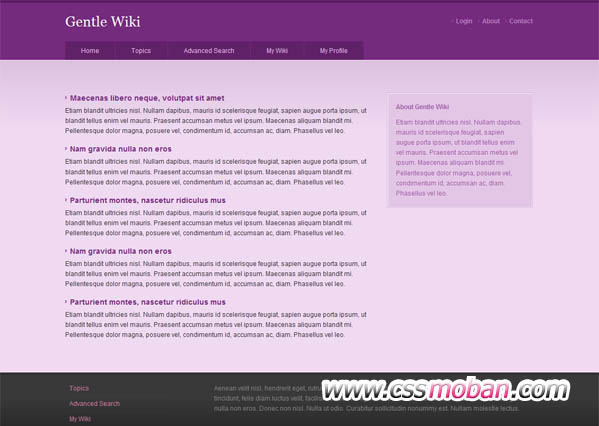 Gentle Wiki
Login About Contact
Home Topics Advanced Search My Wiki My Profile
Maecenas libero neque, volutpat sit amet
Etiam blandit ultricies nisl. Nullam dapibus, mauris id scelerisque feugiat, sapien augue porta ipsum, ut
blandit tellus enim vel mauris. Praesent accumsan metus vel ipsum. Maecenas aliquam blandit mi.
Pellentesque dolor magna, posuere vel, condimentum id, accumsan ac, diam. Phasellus vel leo.
Nam gravida nulla non eros
Etiam blandit ultricies nisl. Nullam dapibus, mauris id scelerisque feugiat, sapien augue porta ipsum, ut
blandit tellus enim vel mauris. Praesent accumsan metus vel ipsum. Maecenas aliquam blandit mi.
Pellentesque dolor magna, posuere vel, condimentum id, accumsan ac, diam. Phasellus vel leo.
Parturient montes, nascetur ridiculus mus
Etiam blandit ultricies nisl. Nullam dapibus, mauris id scelerisque feugiat, sapien augue porta ipsum, ut
blandit tellus enim vel mauris. Praesent accumsan metus vel ipsum. Maecenas aliquam blandit mi.
Pellentesque dolor magna, posuere vel, condimentum id, accumsan ac, diam. Phasellus vel leo.
Nam gravida nulla non eros
Etiam blandit ultricies nisl. Nullam dapibus, mauris id scelerisque feugiat, sapien augue porta ipsum, ut
blandit tellus enim vel mauris. Praesent accumsan metus vel ipsum. Maecenas aliquam blandit mi.
Pellentesque dolor magna, posuere vel, condimentum id, accumsan ac, diam. Phasellus vel leo.
Parturient montes, nascetur ridiculus mus
Etiam blandit ultricies nisl. Nullam dapibus, mauris id scelerisque feugiat, sapien augue porta ipsum, ut
blandit tellus enim vel mauris. Praesent accumsan metus vel ipsum. Maecenas aliquam blandit mi.
Pellentesque dolor magna, posuere vel, condimentum id, accumsan ac, diam. Phasellus vel leo.
About Gentle Wiki
Etiam blandit ultricies nisl. Nullam dapibus,
mauris id scelerisque feugiat, sapien
augue porta ipsum, ut blandit tellus enim
vel mauris. Praesent accumsan metus vel
ipsum. Maecenas aliquam blandit mi.
Pellentesque dolor magna, posuere vel,
condimentum id, accumsan ac, diam.
Phasellus vel leo.
Topics
Advanced Search
My Wiki
Aenean velit nisl, hendrerit eget,
tincidunt, felis diam luctus velit,
nulla non eros. Donec non nisl. Nulla ut odio. Curabitur sollicitudin nonummy est. Nullam molestie lectus.
www.cssmoban.com